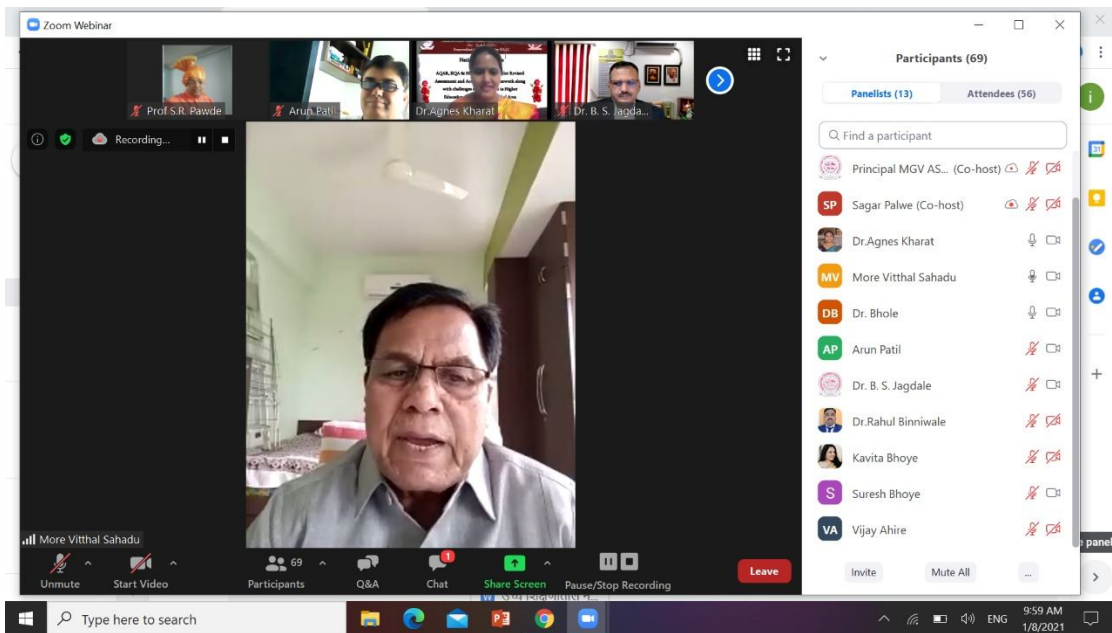 Zoom Webinar
Prof S.R. Pawde
Arun Patil
Dr.Agnes Kharat
Dr. B. S. Jagda...
Recording...
More Vitthal Sahadu
Unmute
Start Video
69
Participants
Q&A
1
Chat
Share Screen
Pause/Stop Recording
Leave
Participants (69)
Panelists (13)
Attendees (56)
Find a participant
Principal MGV AS... (Co-host)
SP Sagar Palwe (Co-host)
Dr.Agnes Kharat
MV More Vitthal Sahadu
DB Dr. Bhole
AP Arun Patil
Dr. B. S. Jagdale
Dr.Rahul Binniwale
Kavita Bhoye
S Suresh Bhoye
VA Vijay Ahire
Invite
Mute All
...
i
31
e panel
Type here to search
ENG
9:59 AM
1/8/2021